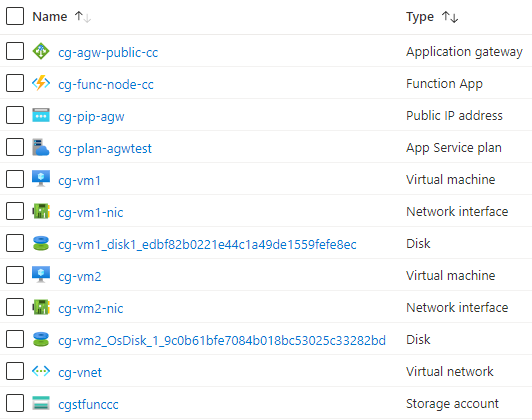 Name Type
cg-agw-public-cc Application gateway
cg-func-node-cc Function App
cg-pip-agw Public IP address
cg-plan-agwtest App Service plan
cg-vm1 Virtual machine
cg-vm1-nic Network interface
cg-vm1_disk1_edbf82b0221e44c1a49de1559fefe8ec Disk
cg-vm2 Virtual machine
cg-vm2-nic Network interface
cg-vm2_OsDisk_1_9c0b61bfe7084b018bc53025c33282bd Disk
cg-vnet Virtual network
cgstfunccc Storage account